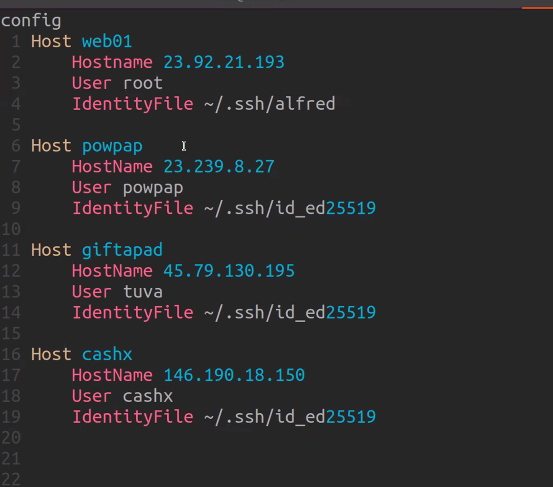 config
1 Host web01
2 Hostname 23.92.21.193
3 User root
4 IdentityFile ~/.ssh/alfred
5
6 Host powpap
7 HostName 23.239.8.27
8 User powpap
9 IdentityFile ~/.ssh/id_ed25519
10
11 Host giftapad
12 HostName 45.79.130.195
13 User tuva
14 IdentityFile ~/.ssh/id_ed25519
15
16 Host cashx
17 HostName 146.190.18.150
18 User cashx
19 IdentityFile ~/.ssh/id_ed25519
20
21
22